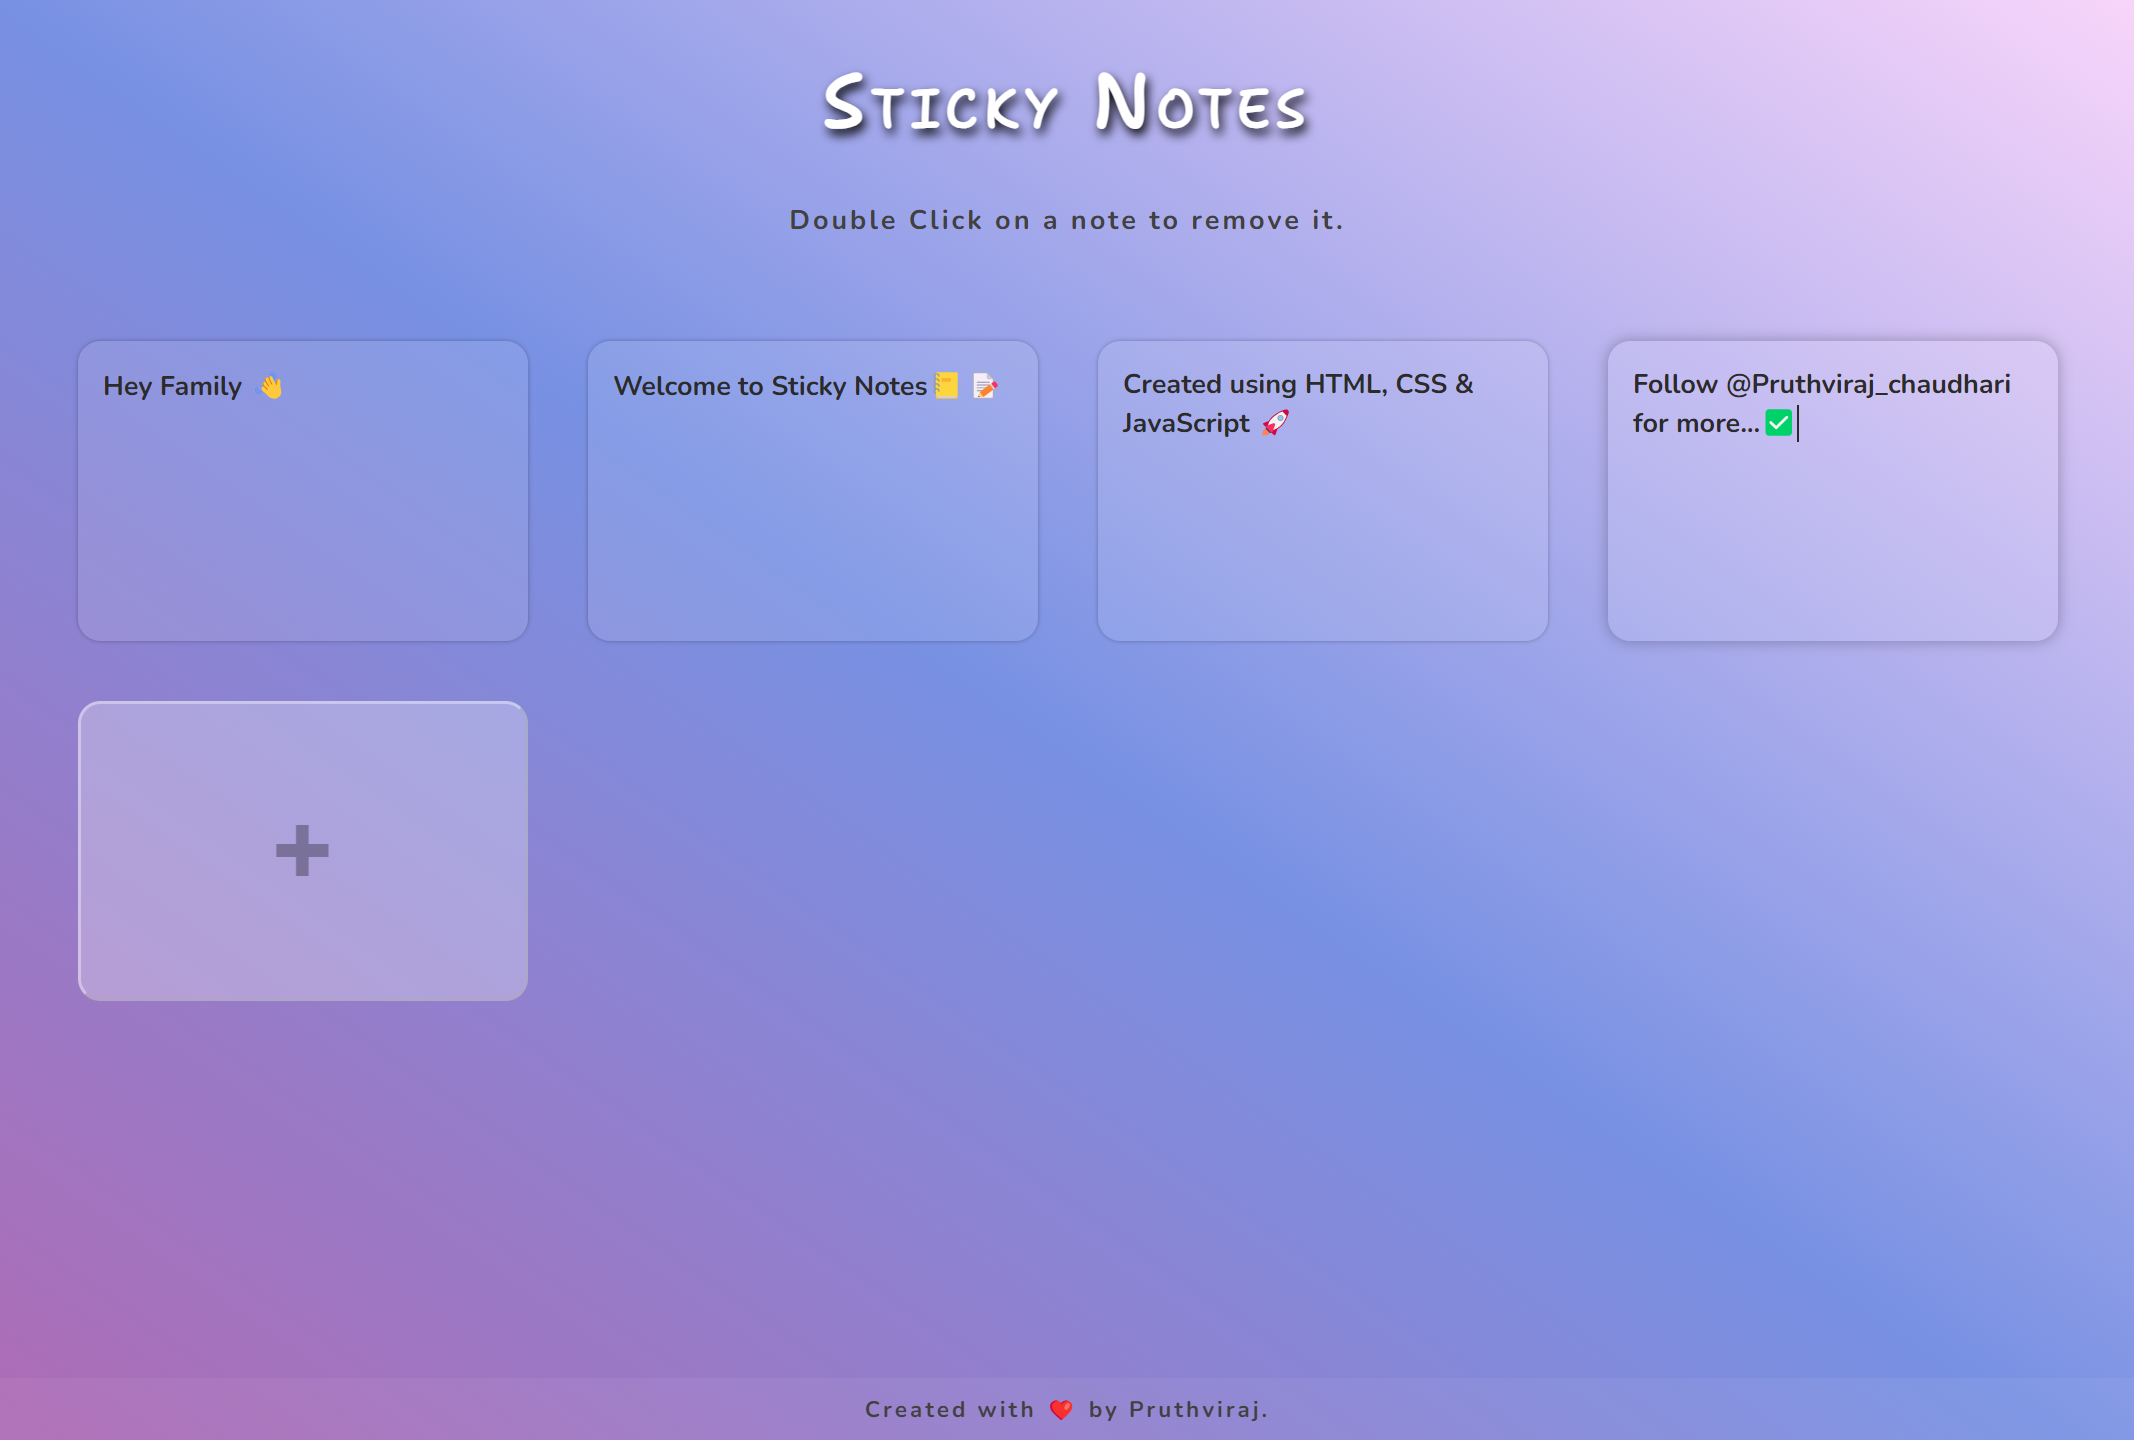 Sticky Notes
Double Click on a note to remove it.
Hey Family 👋
Welcome to Sticky Notes📒 📝
Created using HTML, CSS &
JavaScript 🚀
Follow @Pruthviraj_chaudhari
for more...✅
+
Created with ❤️ by Pruthviraj.